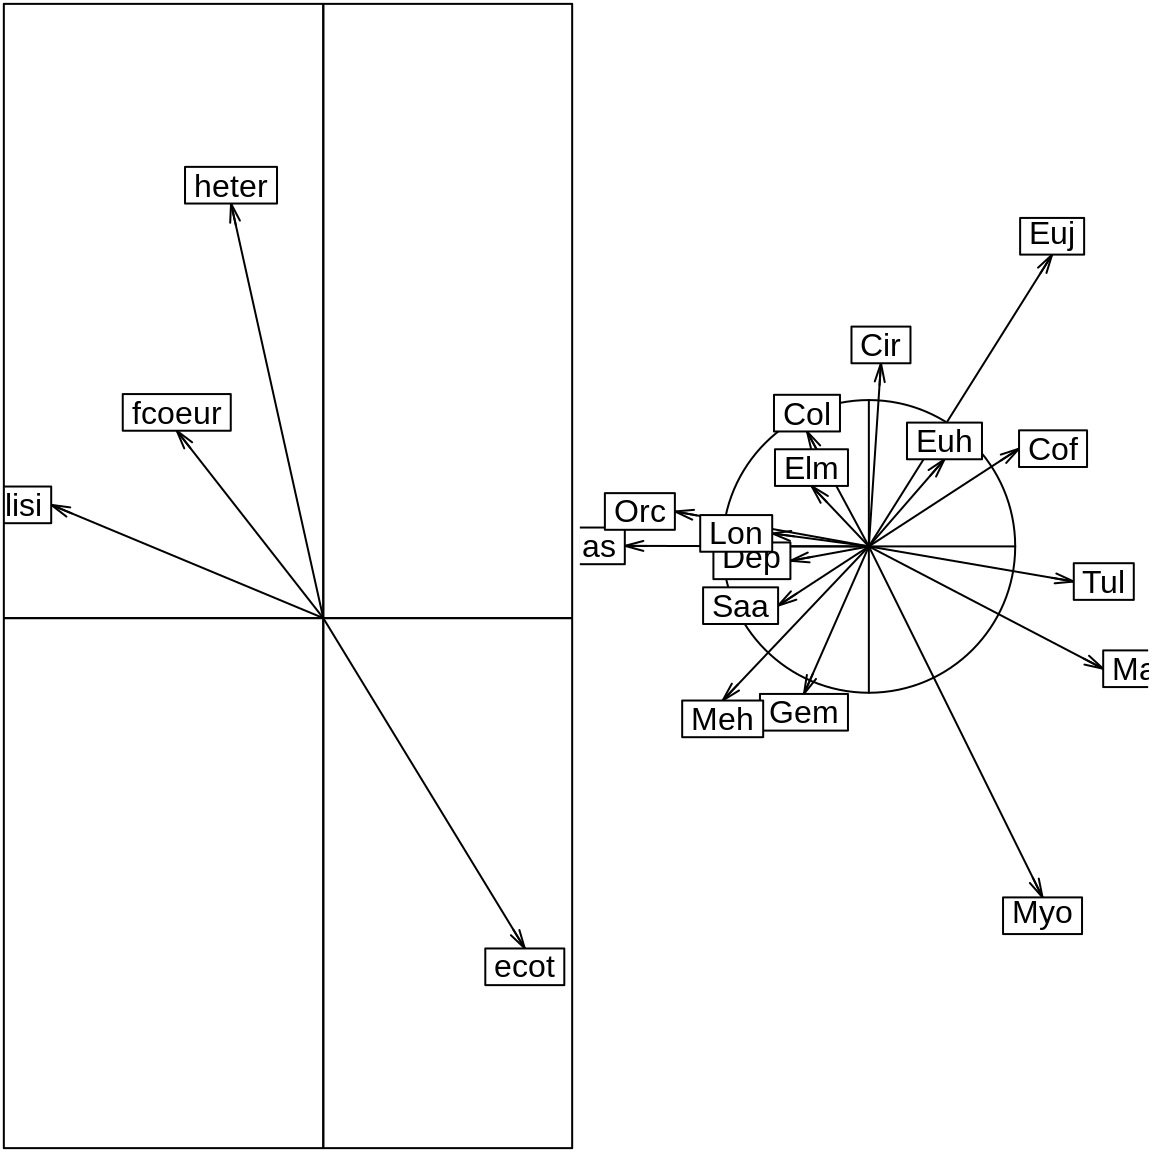 heter
fcoeur
lisi
ecot
Euj
Cir
Col
Euh
Cof
Elm
Orc
Lon
as
Dep
Tul
Saa
Ma
Meh
Gem
Myo